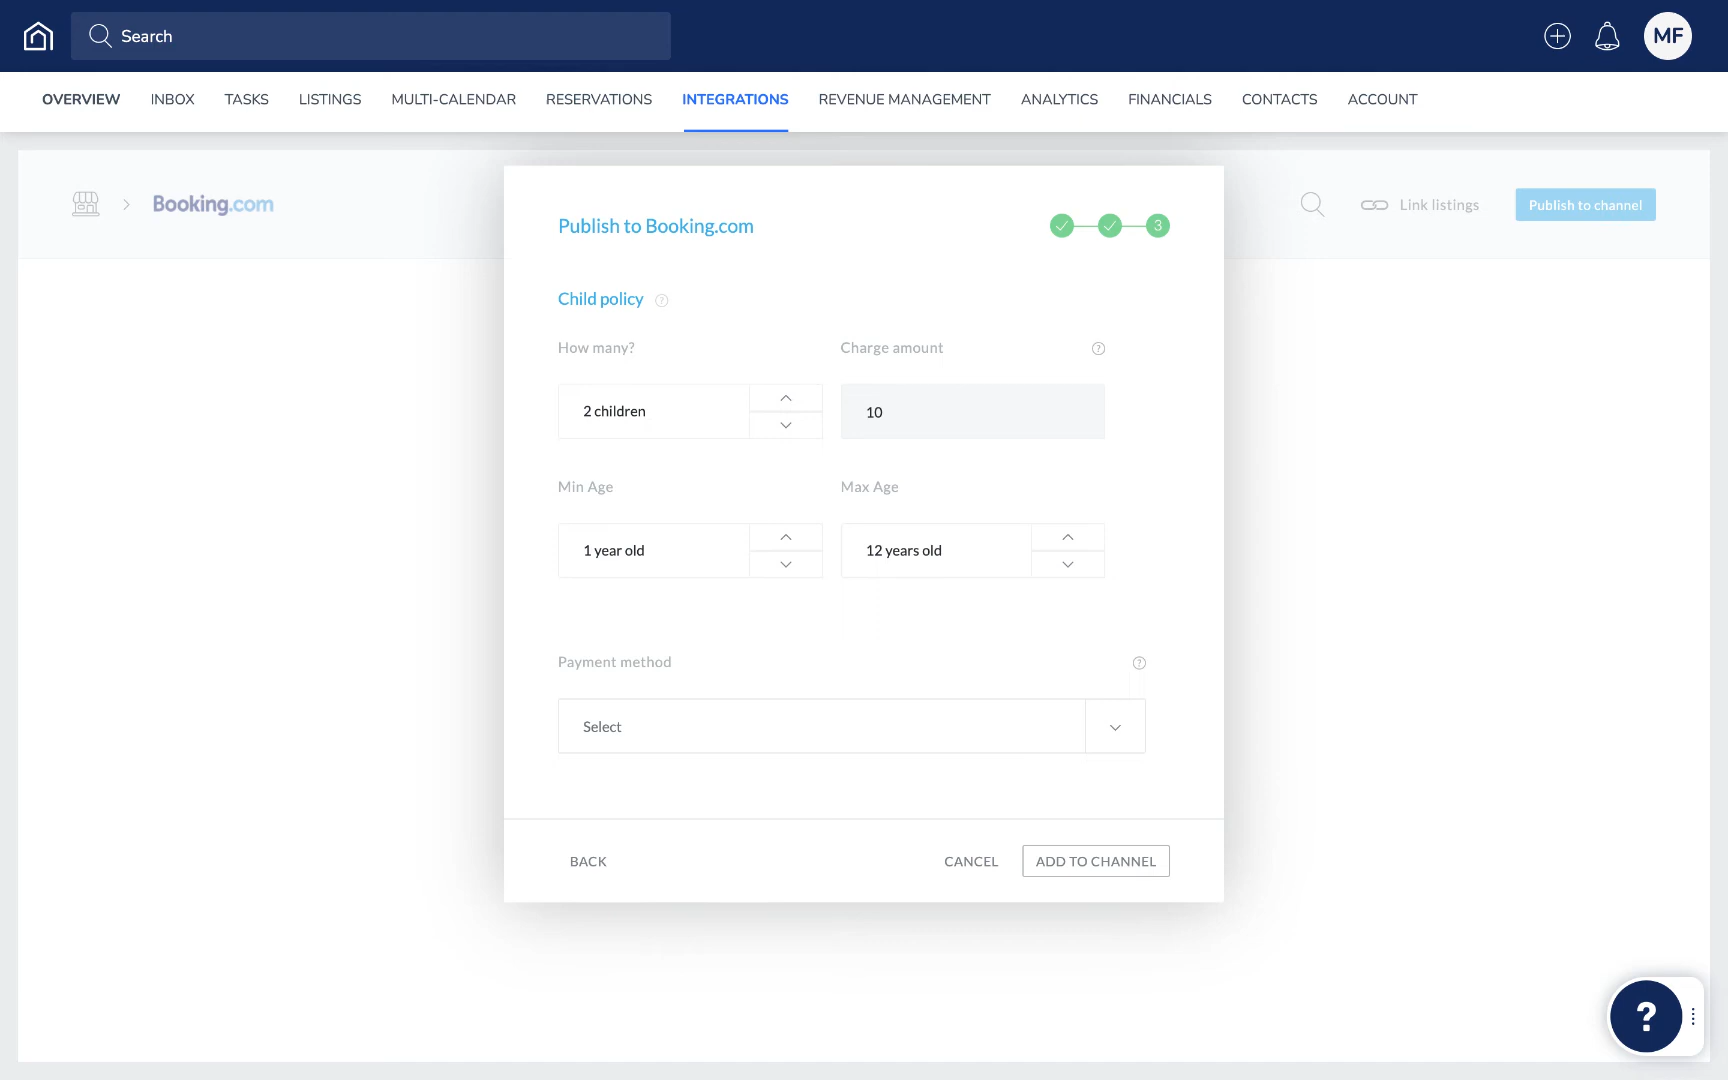 Search
MF
OVERVIEW INBOX TASKS LISTINGS MULTI-CALENDAR RESERVATIONS INTEGRATIONS REVENUE MANAGEMENT ANALYTICS FINANCIALS CONTACTS ACCOUNT
Booking.com
Link listings
Publish to channel
Publish to Booking.com
3
Child policy ?
How many?
Charge amount ?
2 children
10
Min Age
Max Age
1 year old
12 years old
Payment method ?
Select
BACK
CANCEL
ADD TO CHANNEL
?